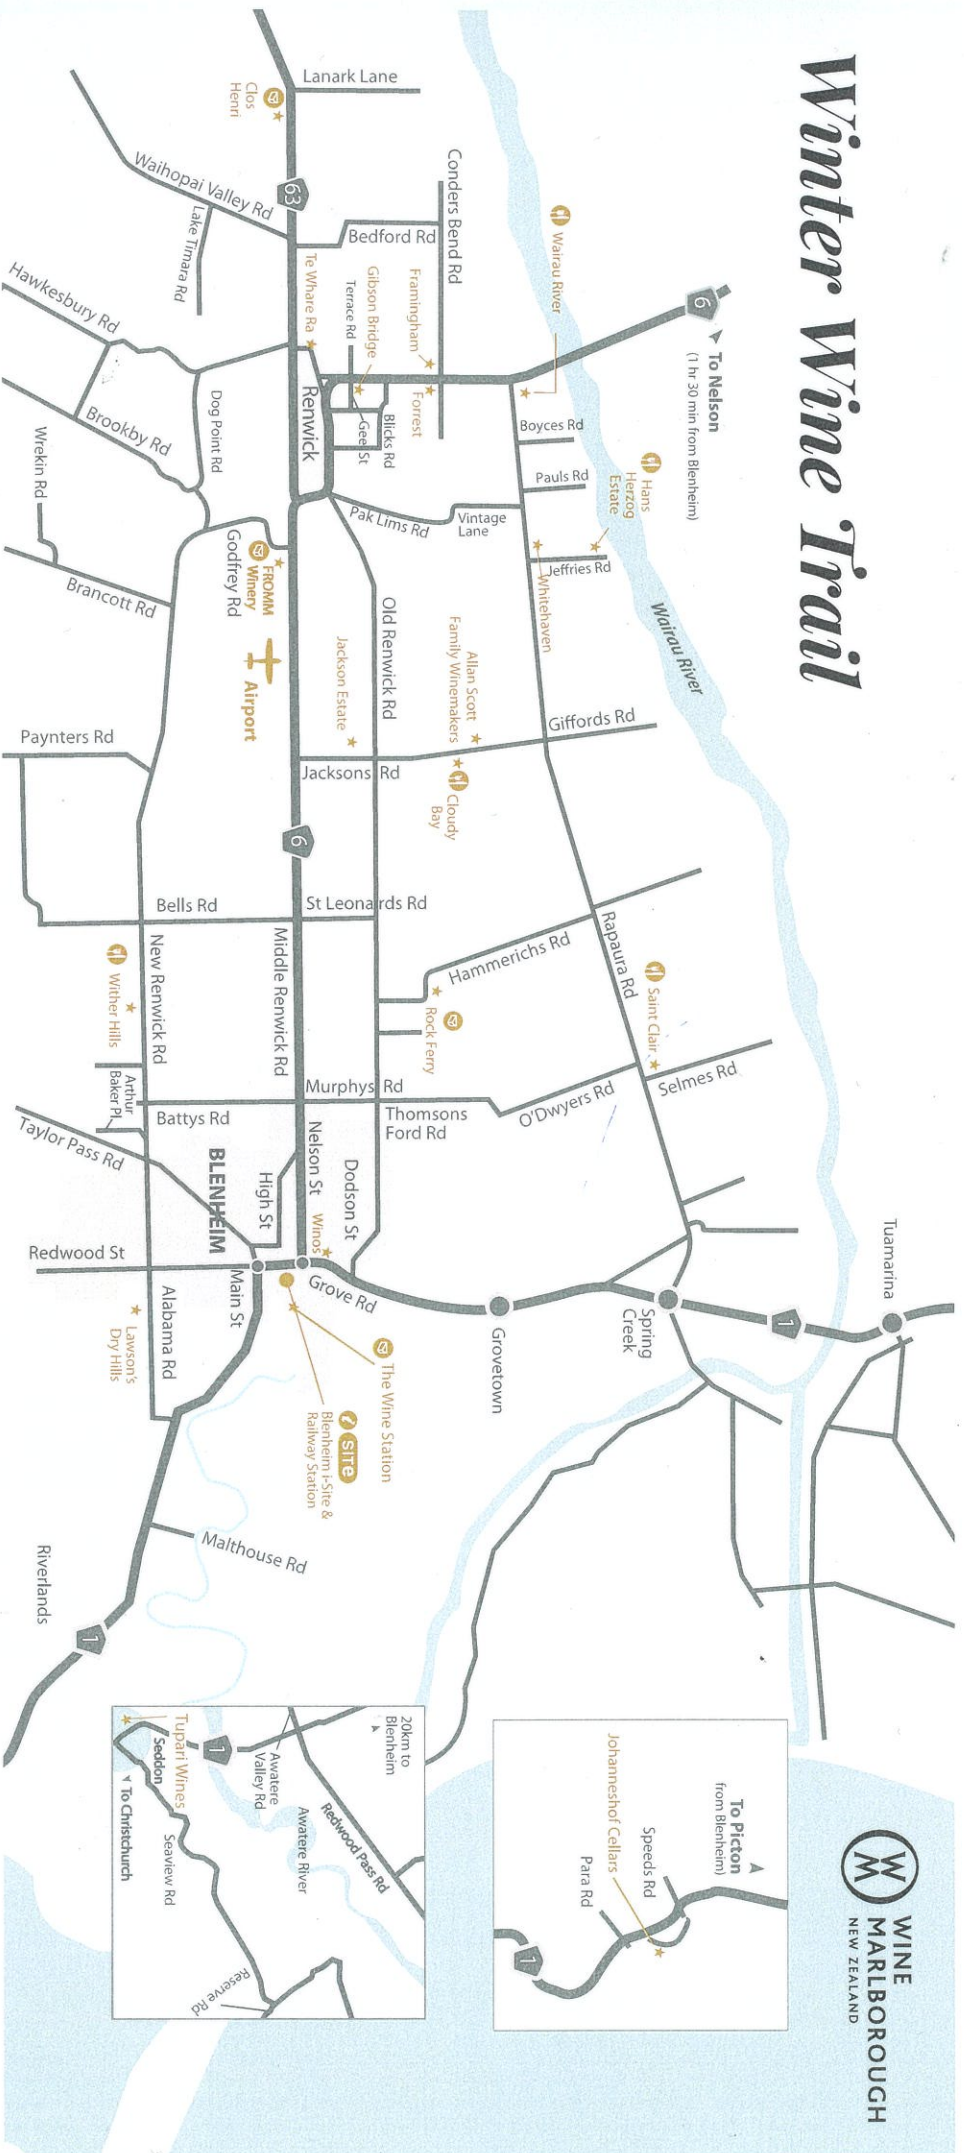 Winter Wine Trail
WINE
MARLBOROUGH
NEW ZEALAND
6
To Nelson
(1 hr 30 min from Blenheim)
Tuamarina
Wairau River
Hans
Herzog
Estate
Wairau River
Boyces Rd
Pauls Rd
Jeffries Rd
Whitehaven
Giffords Rd
Rapaura Rd
Saint Clair
Selmes Rd
O'Dwyers Rd
Spring
Creek
1
Conders Bend Rd
Lanark Lane
Clos
Henri
63
Waihopai Valley Rd
Lake Timara Rd
Bedford Rd
Te Whare Ra
Framingham
Gibson Bridge
Terrace Rd
Forrest
Blicks Rd
Gee St
Renwick
Vintage
Lane
Pak Lims Rd
Old Renwick Rd
Allan Scott
Family Winemakers
Cloudy
Bay
Jackson Estate
Jacksons Rd
Hammerichs Rd
Rock Ferry
St Leonards Rd
Murphys Rd
Thomsons
Ford Rd
Grovetown
Hawkesbury Rd
Brookby Rd
Dog Point Rd
Wrekin Rd
Brancott Rd
Godfrey Rd
FROMM
Winery
Airport
6
Paynters Rd
Bells Rd
Middle Renwick Rd
New Renwick Rd
Wither Hills
Arthur
Baker Pl
Battys Rd
Taylor Pass Rd
BLENHEIM
High St
Nelson St
Dodson St
Winos
Grove Rd
Main St
Redwood St
Alabama Rd
Lawson's
Dry Hills
The Wine Station
i SITE
Blenheim i-Site &
Railway Station
Malthouse Rd
Riverlands
1
To Picton
from Blenheim)
Speeds Rd
Johanneshof Cellars
Para Rd
1
20km to
Blenheim
Redwood Pass Rd
Awatere River
Awatere
Valley Rd
1
Tupari Wines
Seddon
Seaview Rd
To Christchurch
Reserve Rd